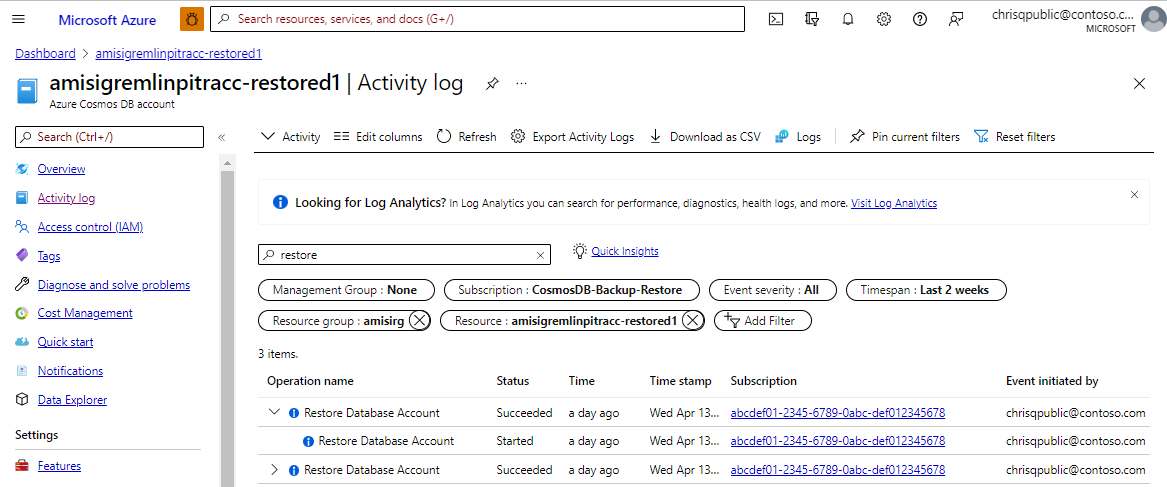 Microsoft Azure
Search resources, services, and docs (G+/)
chrisqpublic@contoso.c...
MICROSOFT
Dashboard > amisigremlinpitracc-restored1
amisigremlinpitracc-restored1 | Activity log ...
Azure Cosmos DB account
Search (Ctrl+/)
«
Activity Edit columns Refresh Export Activity Logs Download as CSV Logs Pin current filters Reset filters
Overview
Activity log
Access control (IAM)
Tags
Diagnose and solve problems
Cost Management
Quick start
Notifications
Data Explorer
Settings
Features
Looking for Log Analytics? In Log Analytics you can search for performance, diagnostics, health logs, and more. Visit Log Analytics
restore
Quick Insights
Management Group : None Subscription : CosmosDB-Backup-Restore Event severity : All Timespan : Last 2 weeks
Resource group : amisirg Resource : amisigremlinpitracc-restored1 Add Filter
3 items.
Operation name Status Time Time stamp Subscription Event initiated by
Restore Database Account Succeeded a day ago Wed Apr 13... abcdef01-2345-6789-0abc-def012345678 chrisqpublic@contoso.com
Restore Database Account Started a day ago Wed Apr 13... abcdef01-2345-6789-0abc-def012345678 chrisqpublic@contoso.com
Restore Database Account Succeeded a day ago Wed Apr 13... abcdef01-2345-6789-0abc-def012345678 chrisqpublic@contoso.com